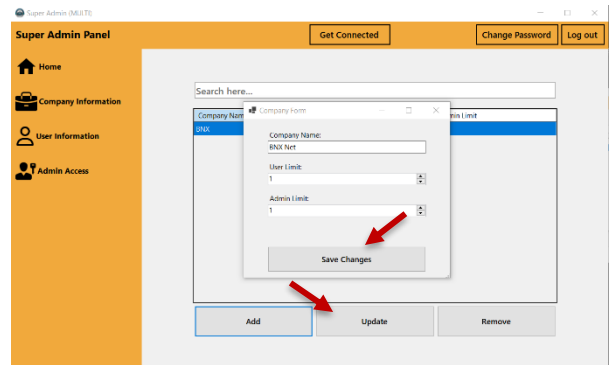 Super Admin (MULTI)
Super Admin Panel
Get Connected
Change Password
Log out
Home
Company Information
User Information
Admin Access
Search here...
Company Nam
min Limit
BNX
Company Form
Company Name:
BNX Net
User Limit:
1
Admin Limit:
1
Save Changes
Add
Update
Remove